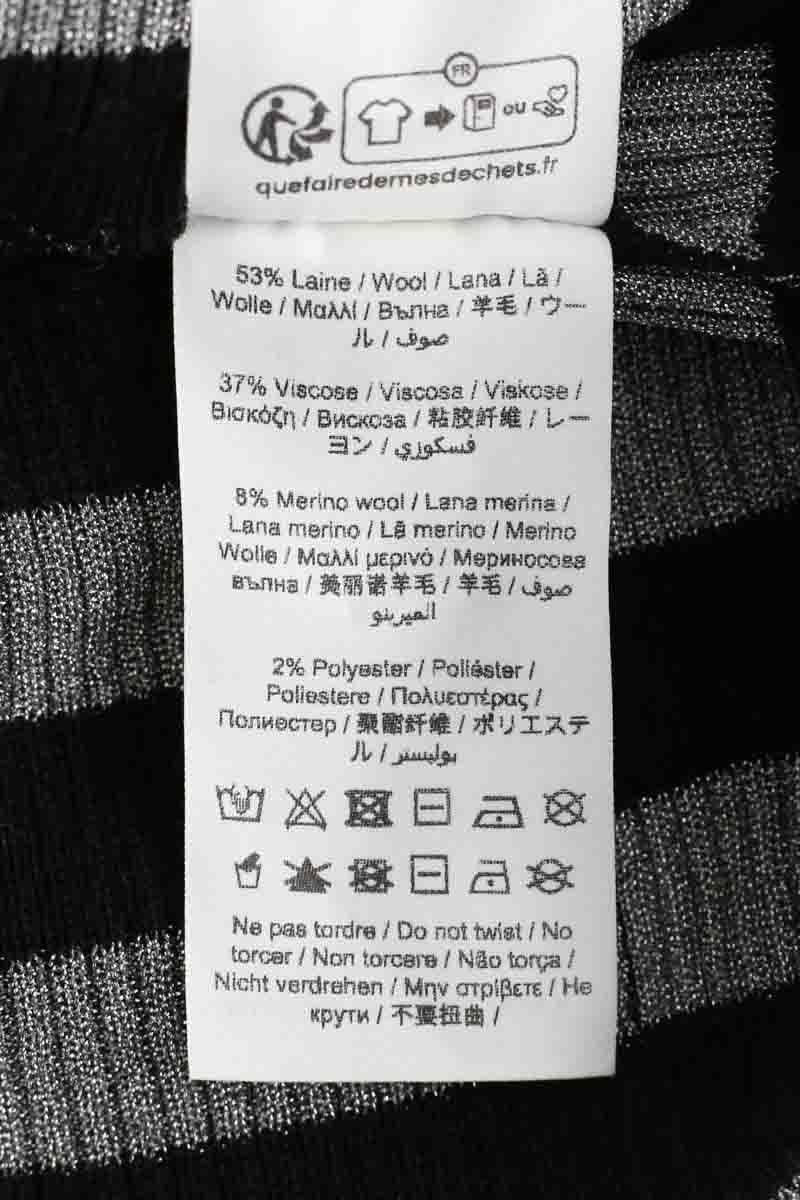 FR
ou
quefairedemesdechets.fr
53% Laine / Wool / Lana / Lã /
Wolle / Μαλλί / Вълна / 羊毛 / ウー
ル / صوف
37% Viscose / Viscosa / Viskose /
Βισκόζη / Вискоза / 粘胶纤维 / レー
ヨン / فسكوزي
8% Merino wool / Lana merina /
Lana merino / Lã merino / Merino
Wolle / Μαλλί μερινό / Мериносова
вълна / 美丽诺羊毛 / 羊毛 / صوف
الميرينو
2% Polyester / Poliéster /
Poliestere / Πολυεστέρας /
Полиестер / 聚酯纤维 / ポリエステ
ル / بوليستر
Ne pas tordre / Do not twist / No
torcer / Non torcere / Não torça /
Nicht verdrehen / Μην στρίβετε / Не
крути / 不要扭曲 /